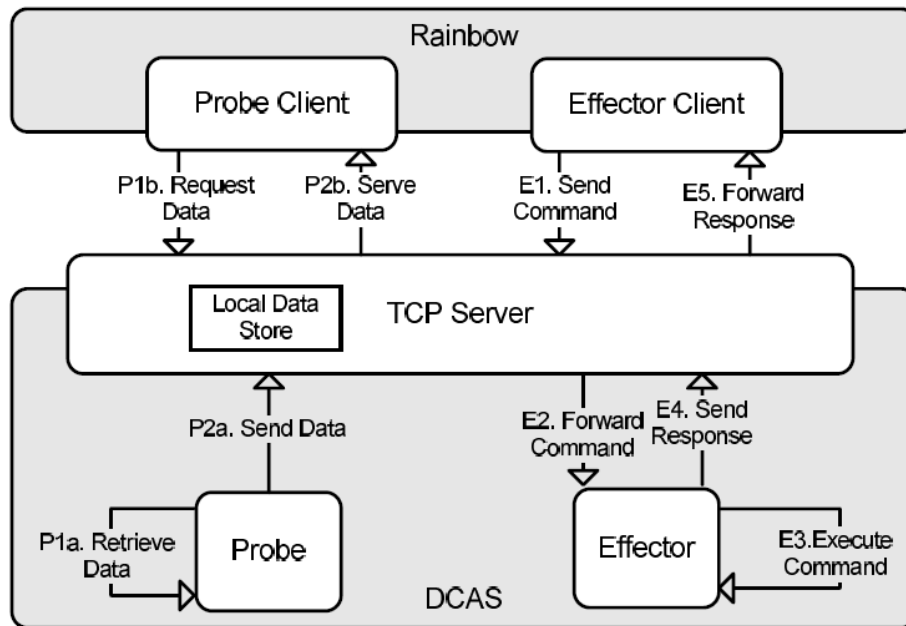 Rainbow
Probe Client
Effector Client
P1b. Request
Data
P2b. Serve
Data
E1. Send
Command
E5. Forward
Response
Local Data
Store
TCP Server
P2a. Send Data
E2. Forward
Command
E4. Send
Response
P1a. Retrieve
Data
Probe
Effector
E3.Execute
Command
DCAS